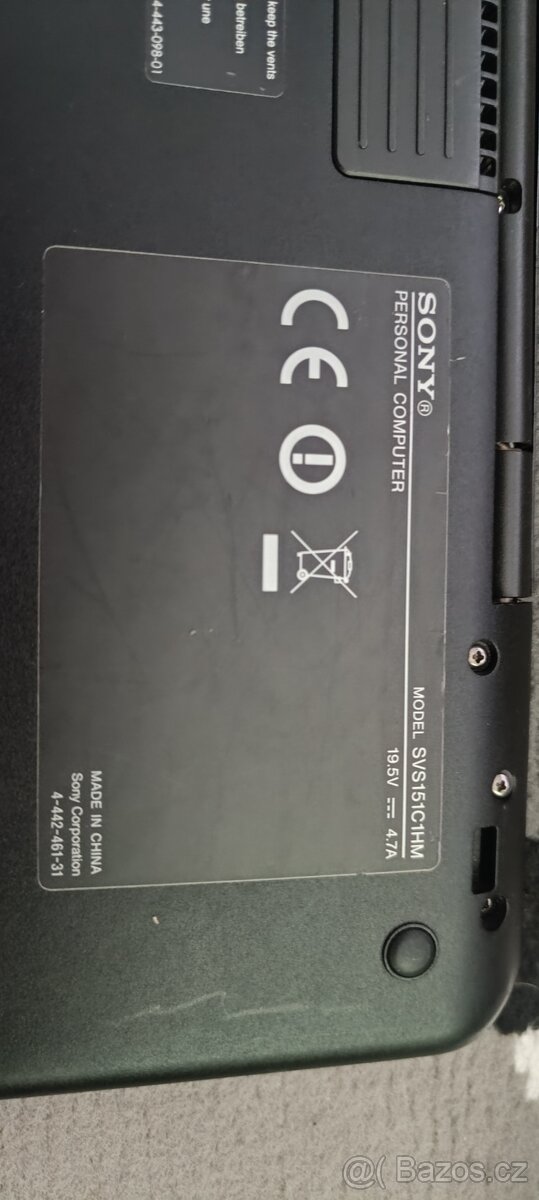 keep the vents
betreiben
une
4-443-098-01
SONY®
PERSONAL COMPUTER
MODEL SVS151C1HM
19.5V ⎓ 4.7A
CE
MADE IN CHINA
Sony Corporation
4-442-461-31
@ Bazos.cz